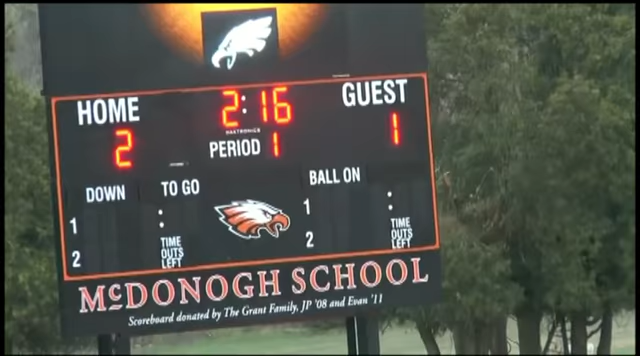 HOME 2:16 GUEST
DAKTRONICS
2 PERIOD 1 1
DOWN TO GO BALL ON
1 : 1 :
2 TIME OUTS LEFT 2 TIME OUTS LEFT
McDONOGH SCHOOL
Scoreboard donated by The Grant Family, JP '08 and Evan '11